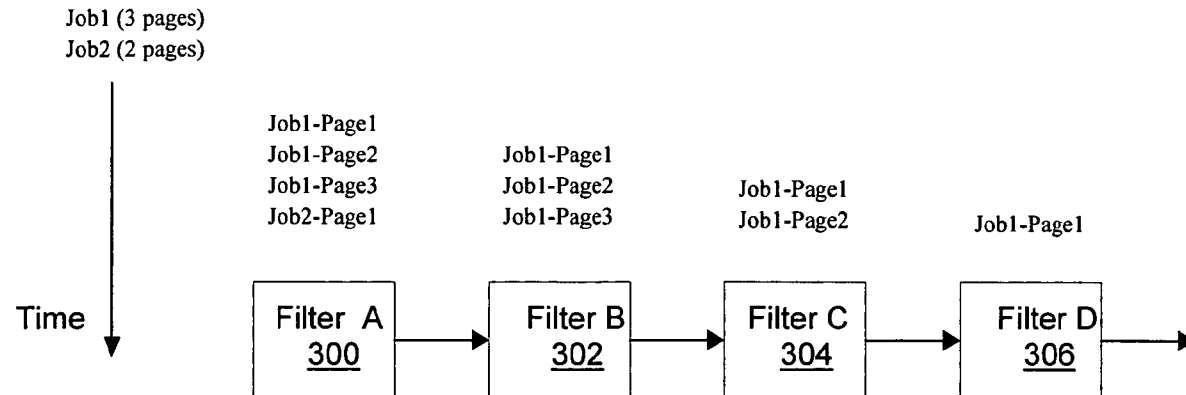 Job1 (3 pages)
Job2 (2 pages)
Job1-Page1
Job1-Page2
Job1-Page3
Job2-Page1
Job1-Page1
Job1-Page2
Job1-Page3
Job1-Page1
Job1-Page2
Job1-Page1
Time
Filter A
300
Filter B
302
Filter C
304
Filter D
306